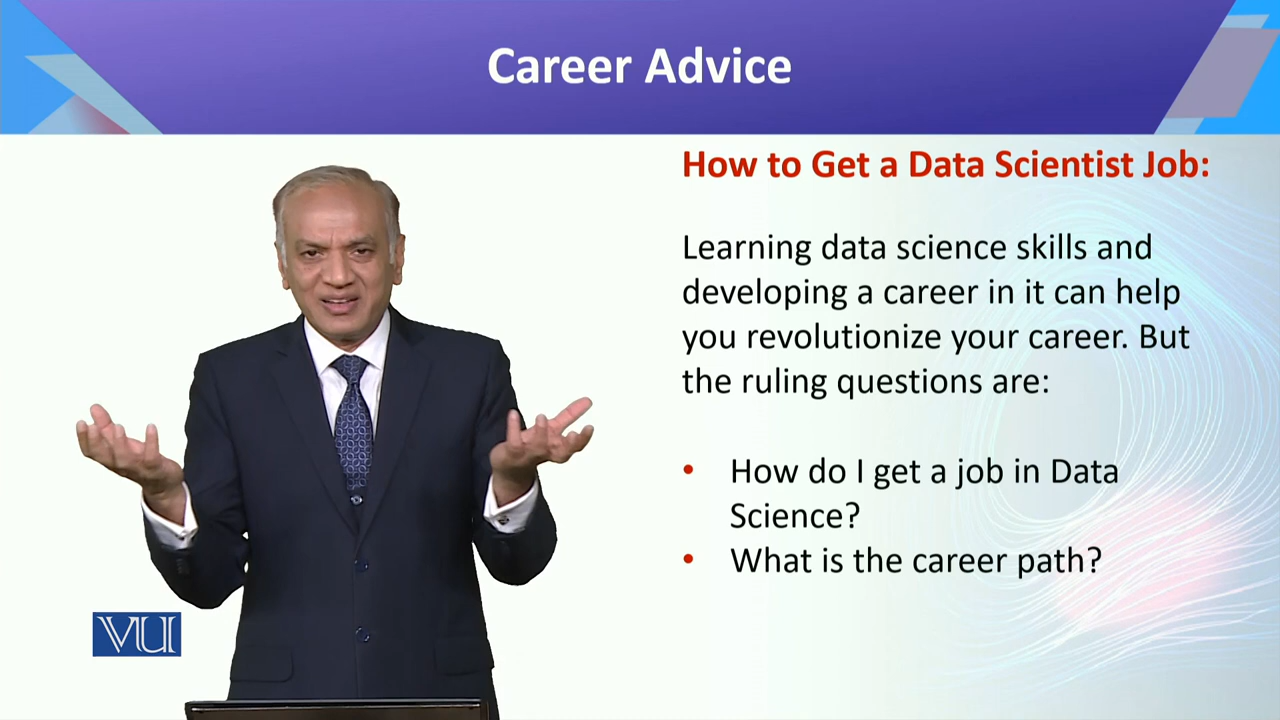 Career Advice
How to Get a Data Scientist Job:
Learning data science skills and
developing a career in it can help
you revolutionize your career. But
the ruling questions are:
• How do I get a job in Data
Science?
• What is the career path?
VU